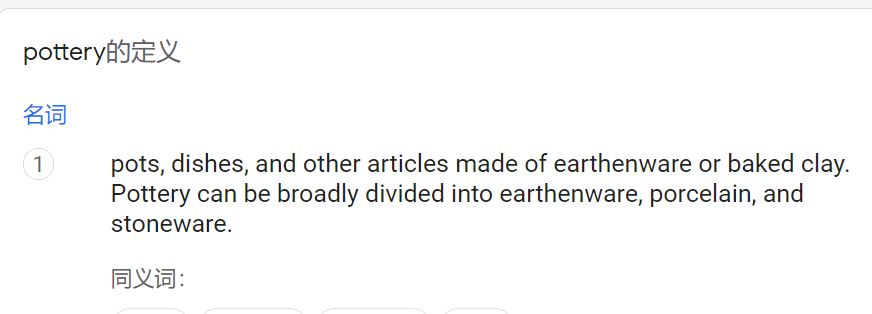 pottery的定义
名词
1
pots, dishes, and other articles made of earthenware or baked clay.
Pottery can be broadly divided into earthenware, porcelain, and
stoneware.
同义词：